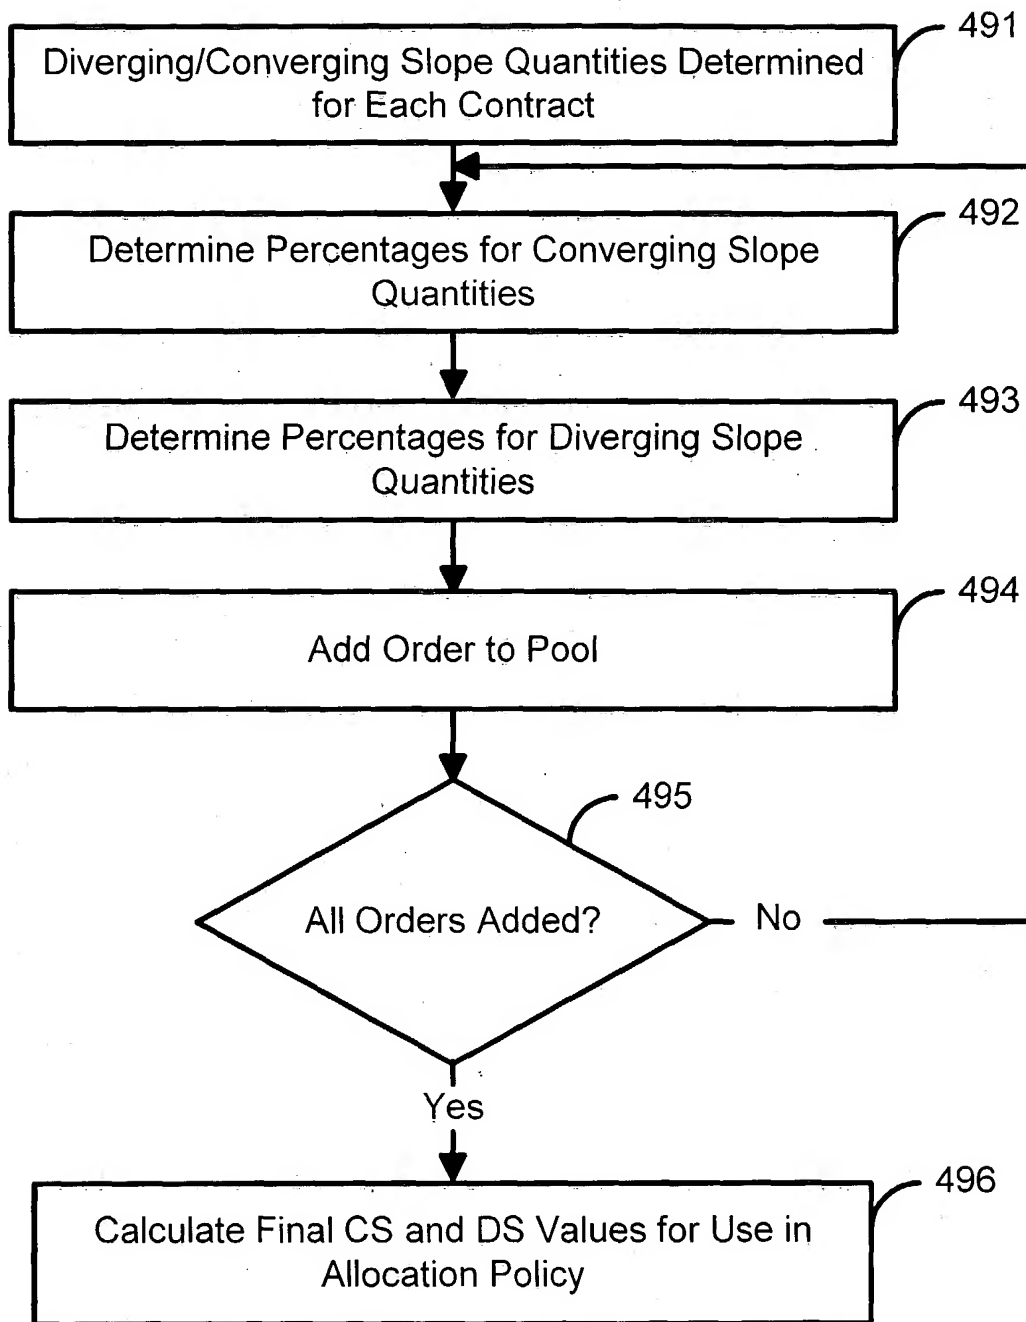 491
Diverging/Converging Slope Quantities Determined
for Each Contract
492
Determine Percentages for Converging Slope
Quantities
493
Determine Percentages for Diverging Slope
Quantities
494
Add Order to Pool
495
All Orders Added?
No
Yes
496
Calculate Final CS and DS Values for Use in
Allocation Policy